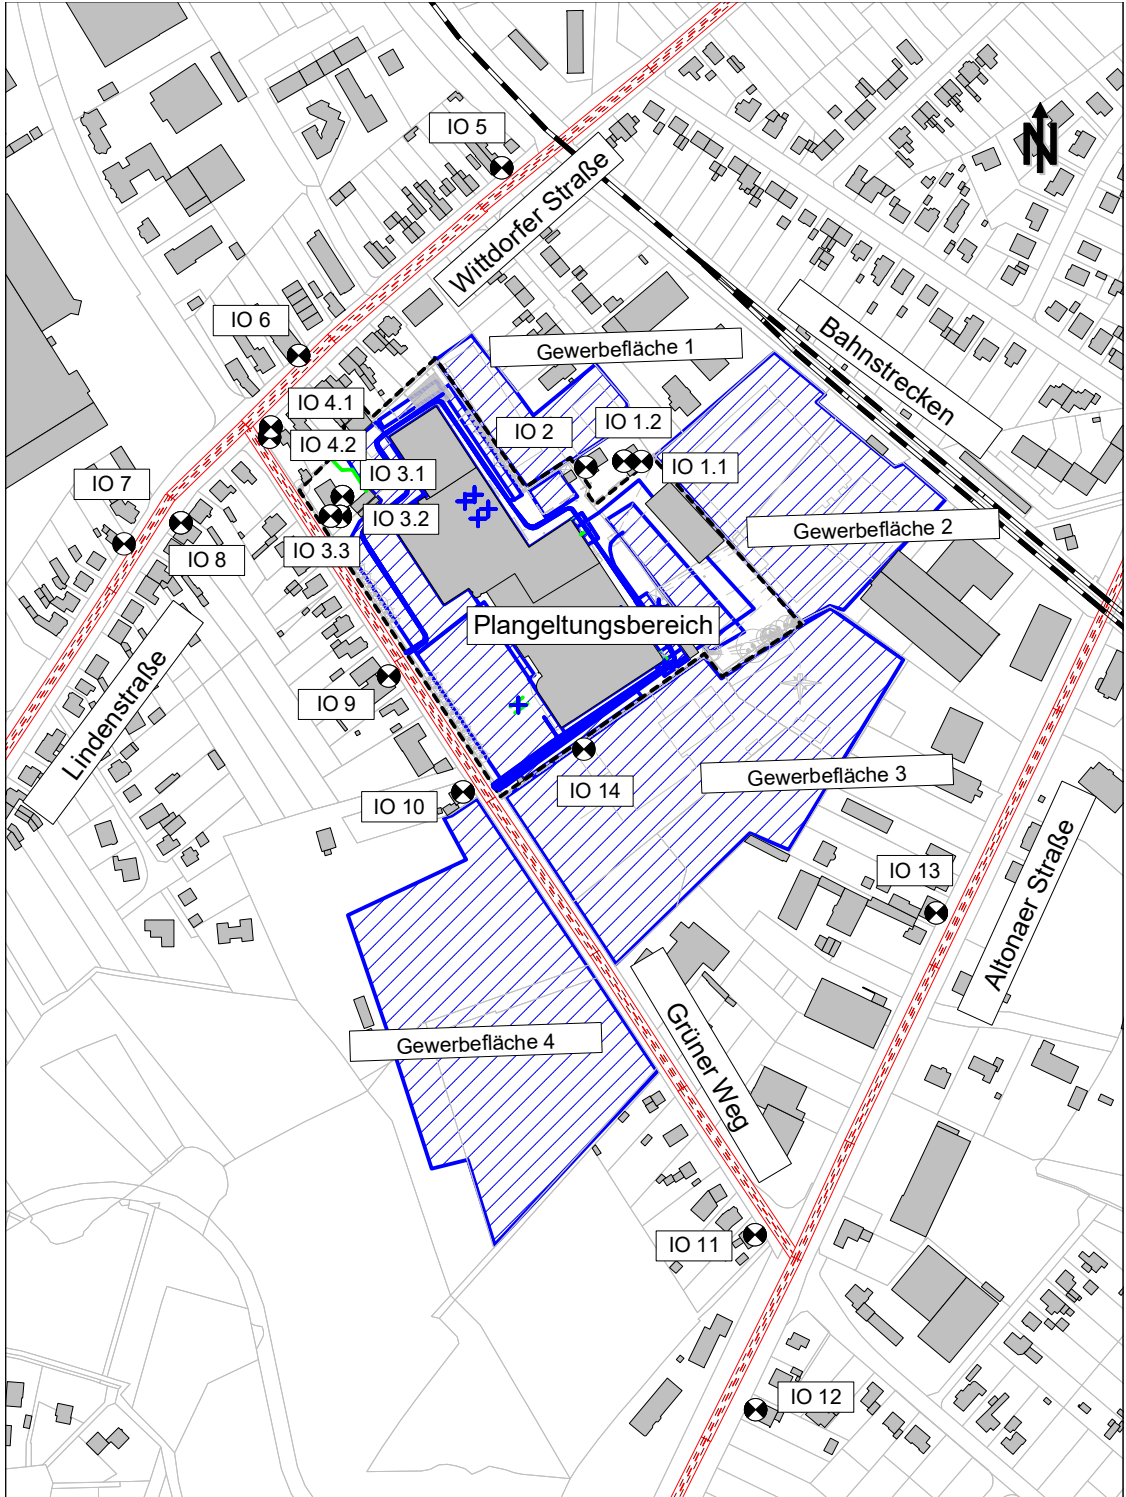 IO 5
N
Wittdorfer Straße
IO 6
Gewerbefläche 1
Bahnstrecken
IO 4.1
IO 2
IO 1.2
IO 4.2
IO 3.1
IO 1.1
IO 7
IO 3.2
Gewerbefläche 2
IO 3.3
IO 8
Plangeltungsbereich
Lindenstraße
IO 9
Gewerbefläche 3
IO 14
IO 10
IO 13
Altonaer Straße
Gewerbefläche 4
Grüner Weg
IO 11
IO 12